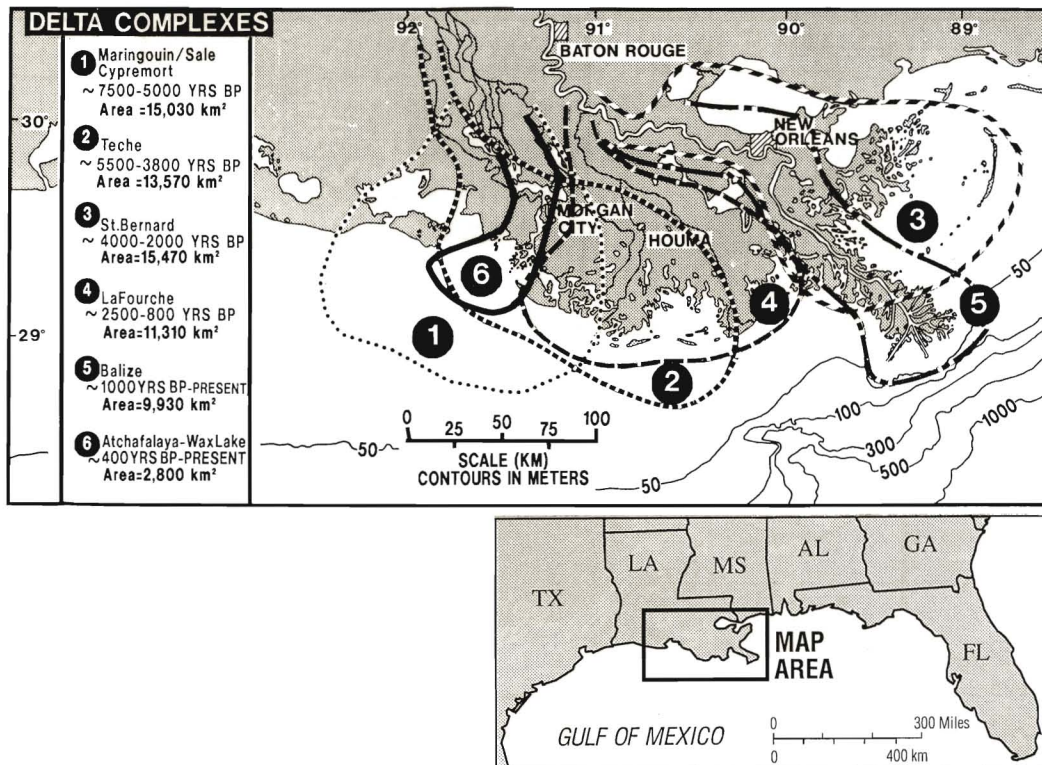 DELTA COMPLEXES
1 Maringouin/Sale
Cypremort
~ 7500-5000 YRS BP
Area = 15,030 km²
2 Teche
~ 5500-3800 YRS BP
Area =13,570 km²
3 St.Bernard
~ 4000-2000 YRS BP
Area=15,470 km²
4 LaFourche
~ 2500-800 YRS BP
Area=11,310 km²
5 Balize
~ 1000YRS BP-PRESENT
Area=9,930 km²
6 Atchafalaya-WaxLake
~400YRS BP-PRESENT
Area=2,800 km²
92° 91° 90° 89°
30°
29°
BATON ROUGE
NEW
ORLEANS
MORGAN
CITY
HOUMA
1
2
3
4
5
6
50
50
50
100
300
500
1000
0 25 50 75 100
SCALE (KM)
CONTOURS IN METERS
TX
LA
MS
AL
GA
FL
MAP
AREA
GULF OF MEXICO
0 300 Miles
0 400 km